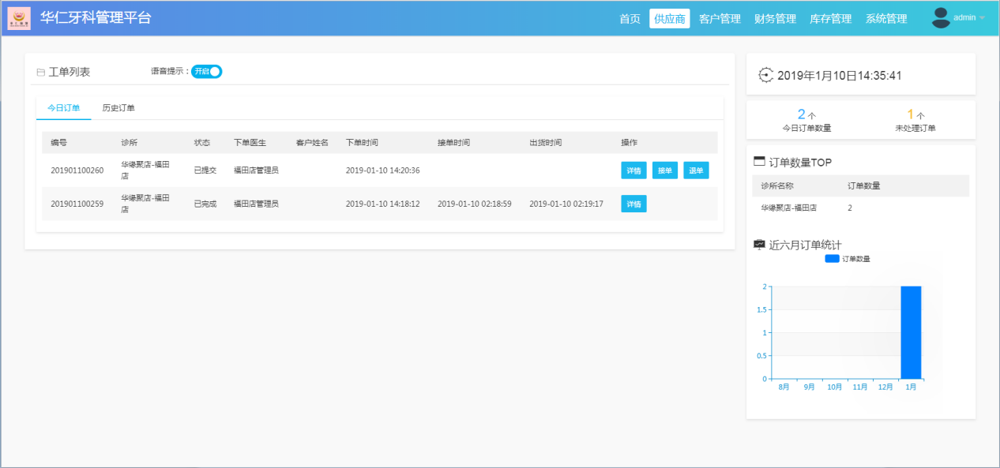 华仁牙科管理平台
首页 供应商 客户管理 财务管理 库存管理 系统管理 admin
工单列表 语音提示： 开启
今日订单 历史订单
编号 诊所 状态 下单医生 客户姓名 下单时间 接单时间 出货时间 操作
201901100260 华缘聚店-福田店 已提交 福田店管理员 2019-01-10 14:20:36 详情 接单 退单
201901100259 华缘聚店-福田店 已完成 福田店管理员 2019-01-10 14:18:12 2019-01-10 02:18:59 2019-01-10 02:19:17 详情
2019年1月10日14:35:41
2 个 1 个
今日订单数量 未处理订单
订单数量TOP
诊所名称 订单数量
华缘聚店-福田店 2
近六月订单统计
订单数量
2
1.5
1
0.5
0
8月 9月 10月 11月 12月 1月